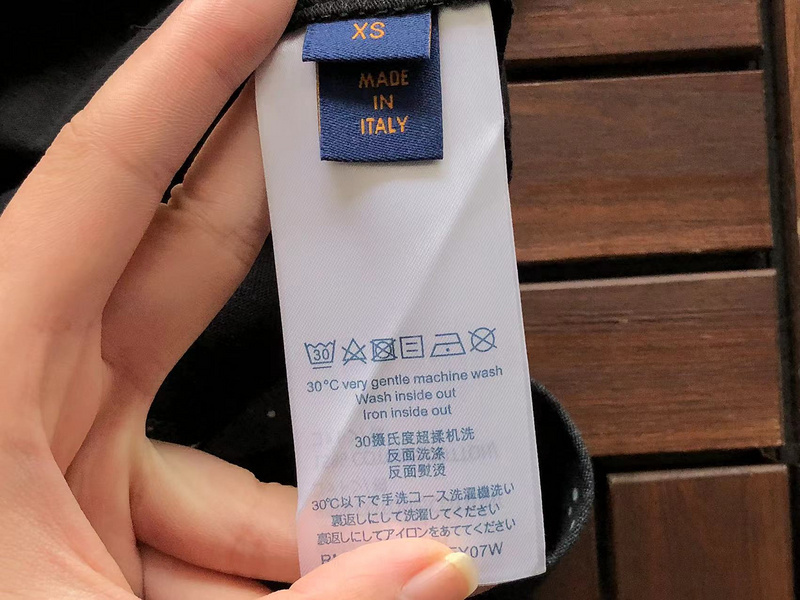 XS
MADE
IN
ITALY
30
30°C very gentle machine wash
Wash inside out
Iron inside out
30摄氏度超揉机洗
反面洗涤
反面熨烫
30℃以下で手洗コース洗濯機洗い
裏返しにして洗濯してください
裏返しにしてアイロンをあててください